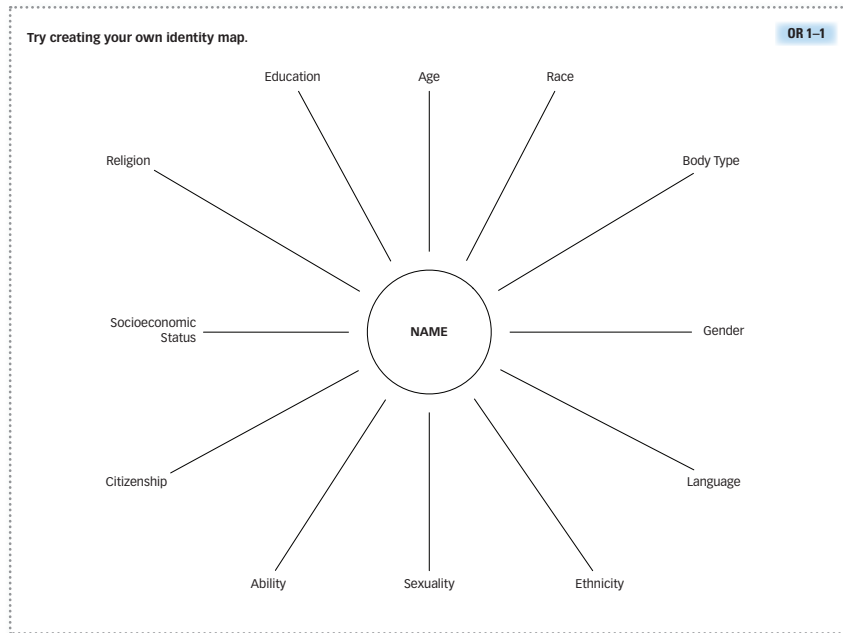 Try creating your own identity map.
OR 1–1
Education
Age
Race
Religion
Body Type
Socioeconomic
Status
NAME
Gender
Citizenship
Language
Ability
Sexuality
Ethnicity